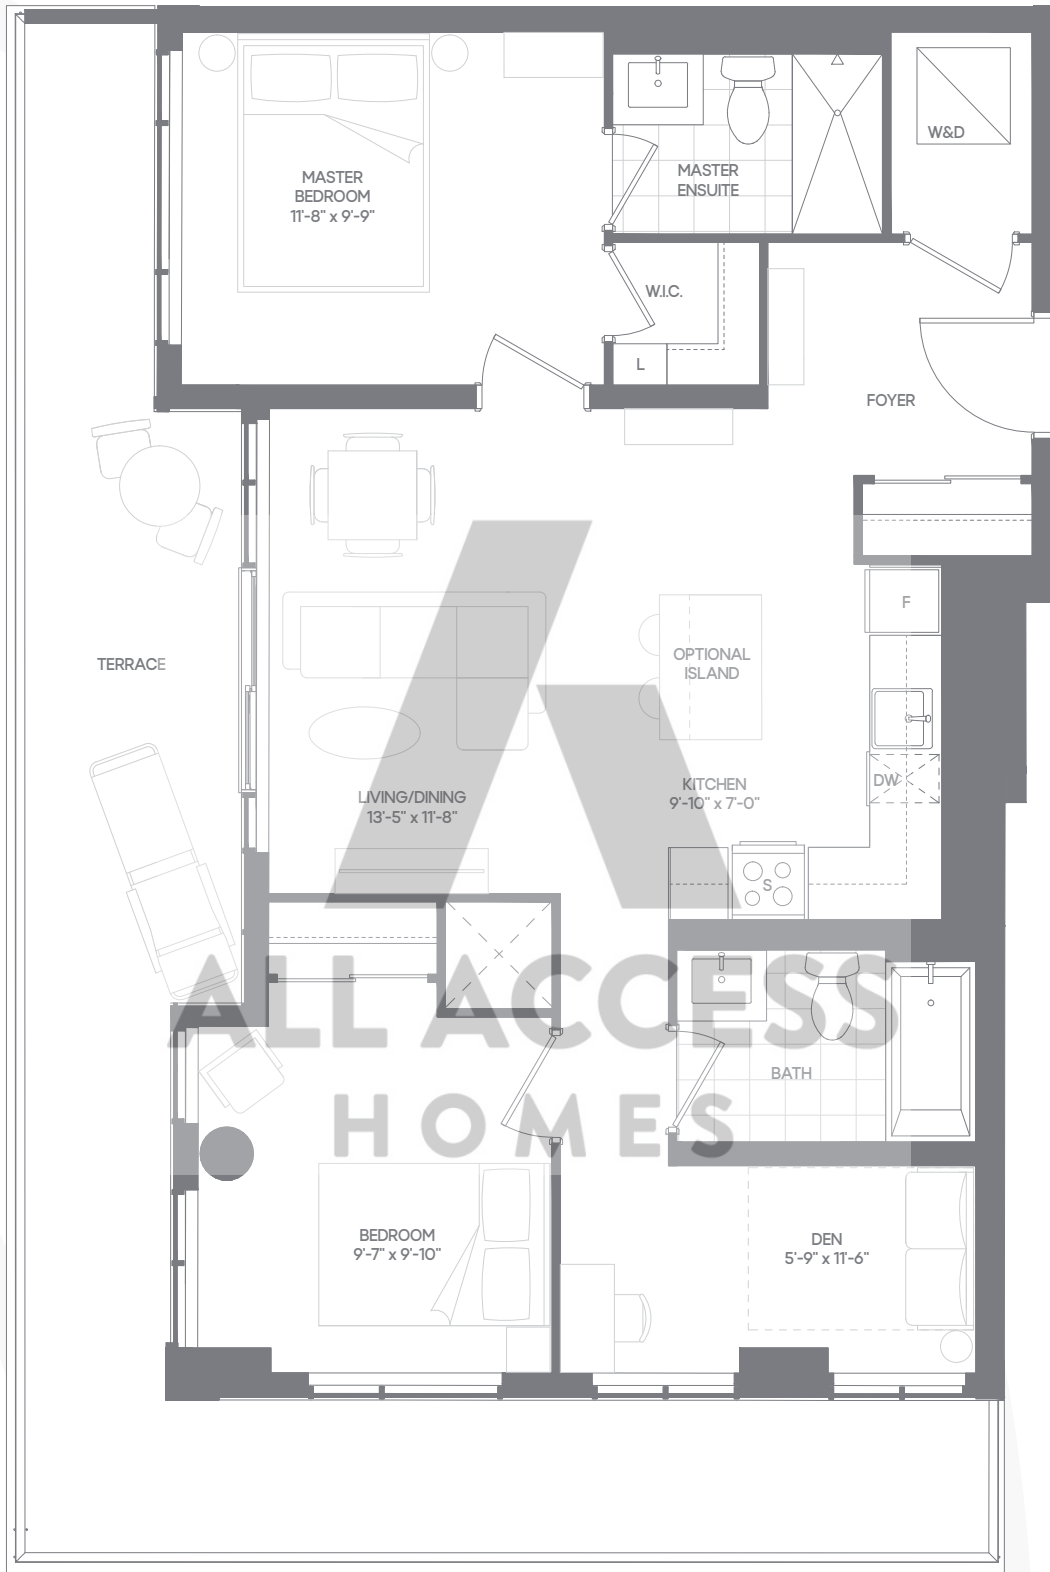 W&D
MASTER
BEDROOM
11'-8" x 9'-9"
MASTER
ENSUITE
W.I.C.
L
FOYER
F
TERRACE
OPTIONAL
ISLAND
DW
KITCHEN
9'-10" x 7'-0"
LIVING/DINING
13'-5" x 11'-8"
S
ALL ACCESS
HOMES
BATH
BEDROOM
9'-7" x 9'-10"
DEN
5'-9" x 11'-6"